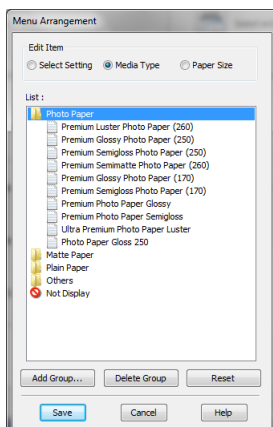 Menu Arrangement
Edit Item
Select Setting Media Type Paper Size
List :
Photo Paper
Premium Luster Photo Paper (260)
Premium Glossy Photo Paper (250)
Premium Semigloss Photo Paper (250)
Premium Semimatte Photo Paper (260)
Premium Glossy Photo Paper (170)
Premium Semigloss Photo Paper (170)
Premium Photo Paper Glossy
Premium Photo Paper Semigloss
Ultra Premium Photo Paper Luster
Photo Paper Gloss 250
Matte Paper
Plain Paper
Others
Not Display
Add Group... Delete Group Reset
Save Cancel Help